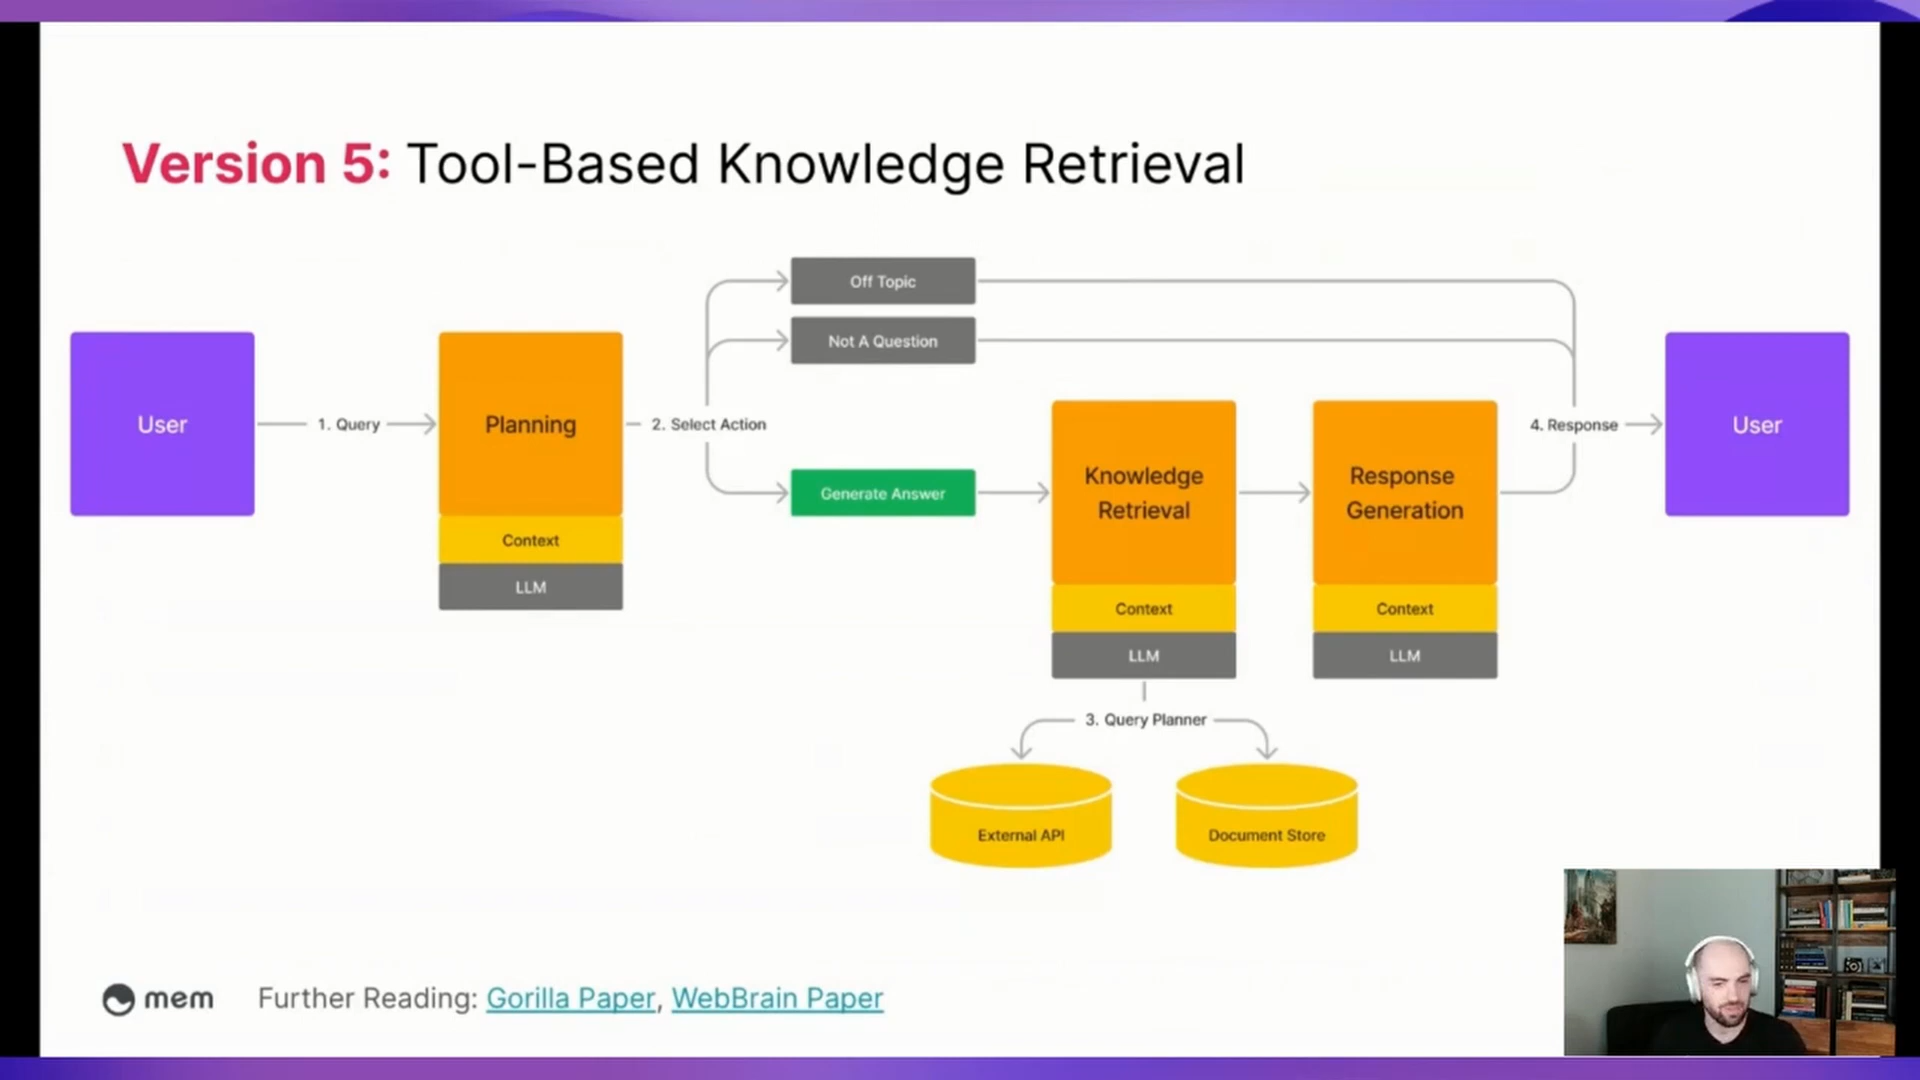 Version 5: Tool-Based Knowledge Retrieval
Off Topic
Not A Question
User
1. Query
Planning
2. Select Action
4. Response
User
Generate Answer
Knowledge
Retrieval
Response
Generation
Context
LLM
Context
LLM
Context
LLM
3. Query Planner
External API
Document Store
mem
Further Reading: Gorilla Paper, WebBrain Paper